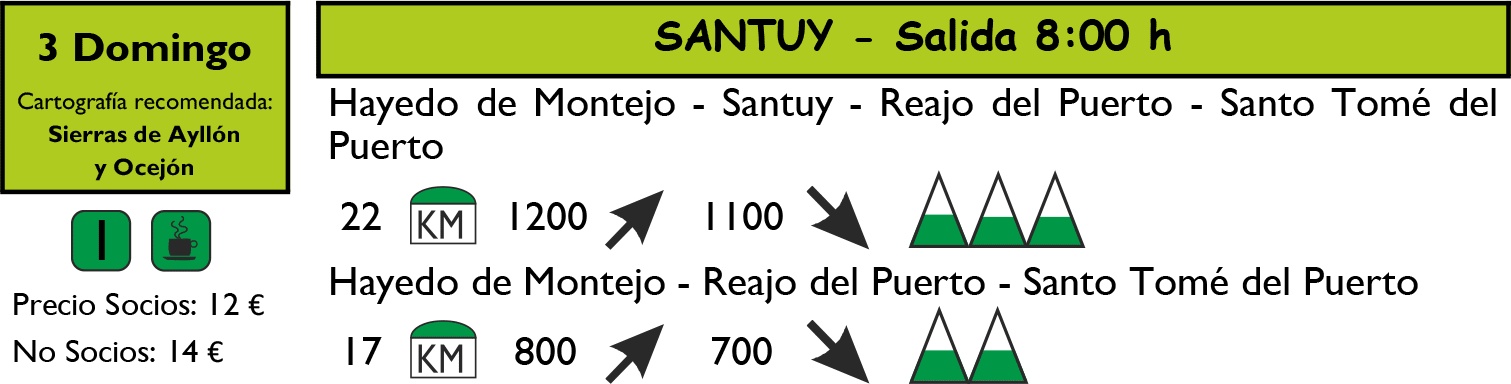 3 Domingo
Cartografía recomendada:
Sierras de Ayllón
y Ocejón
I
Precio Socios: 12 €
No Socios: 14 €
SANTUY - Salida 8:00 h
Hayedo de Montejo - Santuy - Reajo del Puerto - Santo Tomé del
Puerto
22 KM 1200 1100
Hayedo de Montejo - Reajo del Puerto - Santo Tomé del Puerto
17 KM 800 700